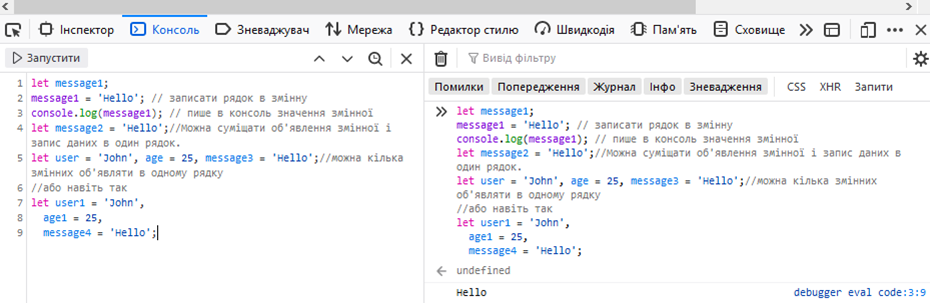 Інспектор Консоль Зневаджувач Мережа Редактор стилю Швидкодія Пам'ять Сховище
Запустити
Вивід фільтру
Помилки Попередження Журнал Інфо Зневадження CSS XHR Запити
1 let message1;
2 message1 = 'Hello'; // записати рядок в змінну
3 console.log(message1); // пише в консоль значення змінної
4 let message2 = 'Hello';//Можна суміщати об'явлення змінної і
запис даних в один рядок.
5 let user = 'John', age = 25, message3 = 'Hello';//можна кілька
змінних об'являти в одному рядку
6 //або навіть так
7 let user1 = 'John',
8 age1 = 25,
9 message4 = 'Hello';
let message1;
message1 = 'Hello'; // записати рядок в змінну
console.log(message1); // пише в консоль значення змінної
let message2 = 'Hello';//Можна суміщати об'явлення змінної і запис даних в
один рядок.
let user = 'John', age = 25, message3 = 'Hello';//можна кілька змінних
об'являти в одному рядку
//або навіть так
let user1 = 'John',
age1 = 25,
message4 = 'Hello';
undefined
Hello debugger eval code:3:9